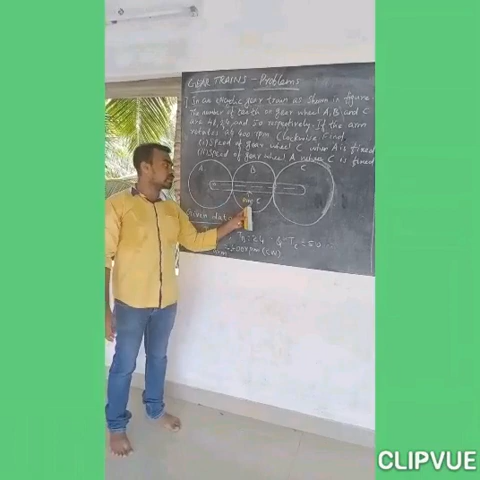 GEAR TRAINS - Problems
In an epicyclic gear train as shown in figure.
The number of teeth on gear wheel A, B, and C
are 48, 24, and 50 respectively. If the arm
rotates at 400 rpm Clockwise. Find
(i) Speed of gear wheel C when A is fixed
(ii) Speed of gear wheel A when C is fixed
A B C
Given data
CLIPVUE